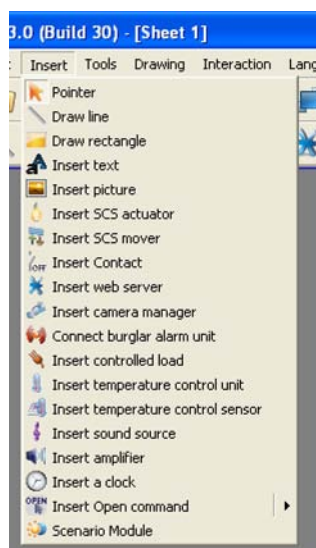 3.0 (Build 30) - [Sheet 1]
Insert Tools Drawing Interaction Lang
Pointer
Draw line
Draw rectangle
Insert text
Insert picture
Insert SCS actuator
Insert SCS mover
OFF Insert Contact
Insert web server
Insert camera manager
Connect burglar alarm unit
Insert controlled load
Insert temperature control unit
Insert temperature control sensor
Insert sound source
Insert amplifier
Insert a clock
OPEN Insert Open command
Scenario Module